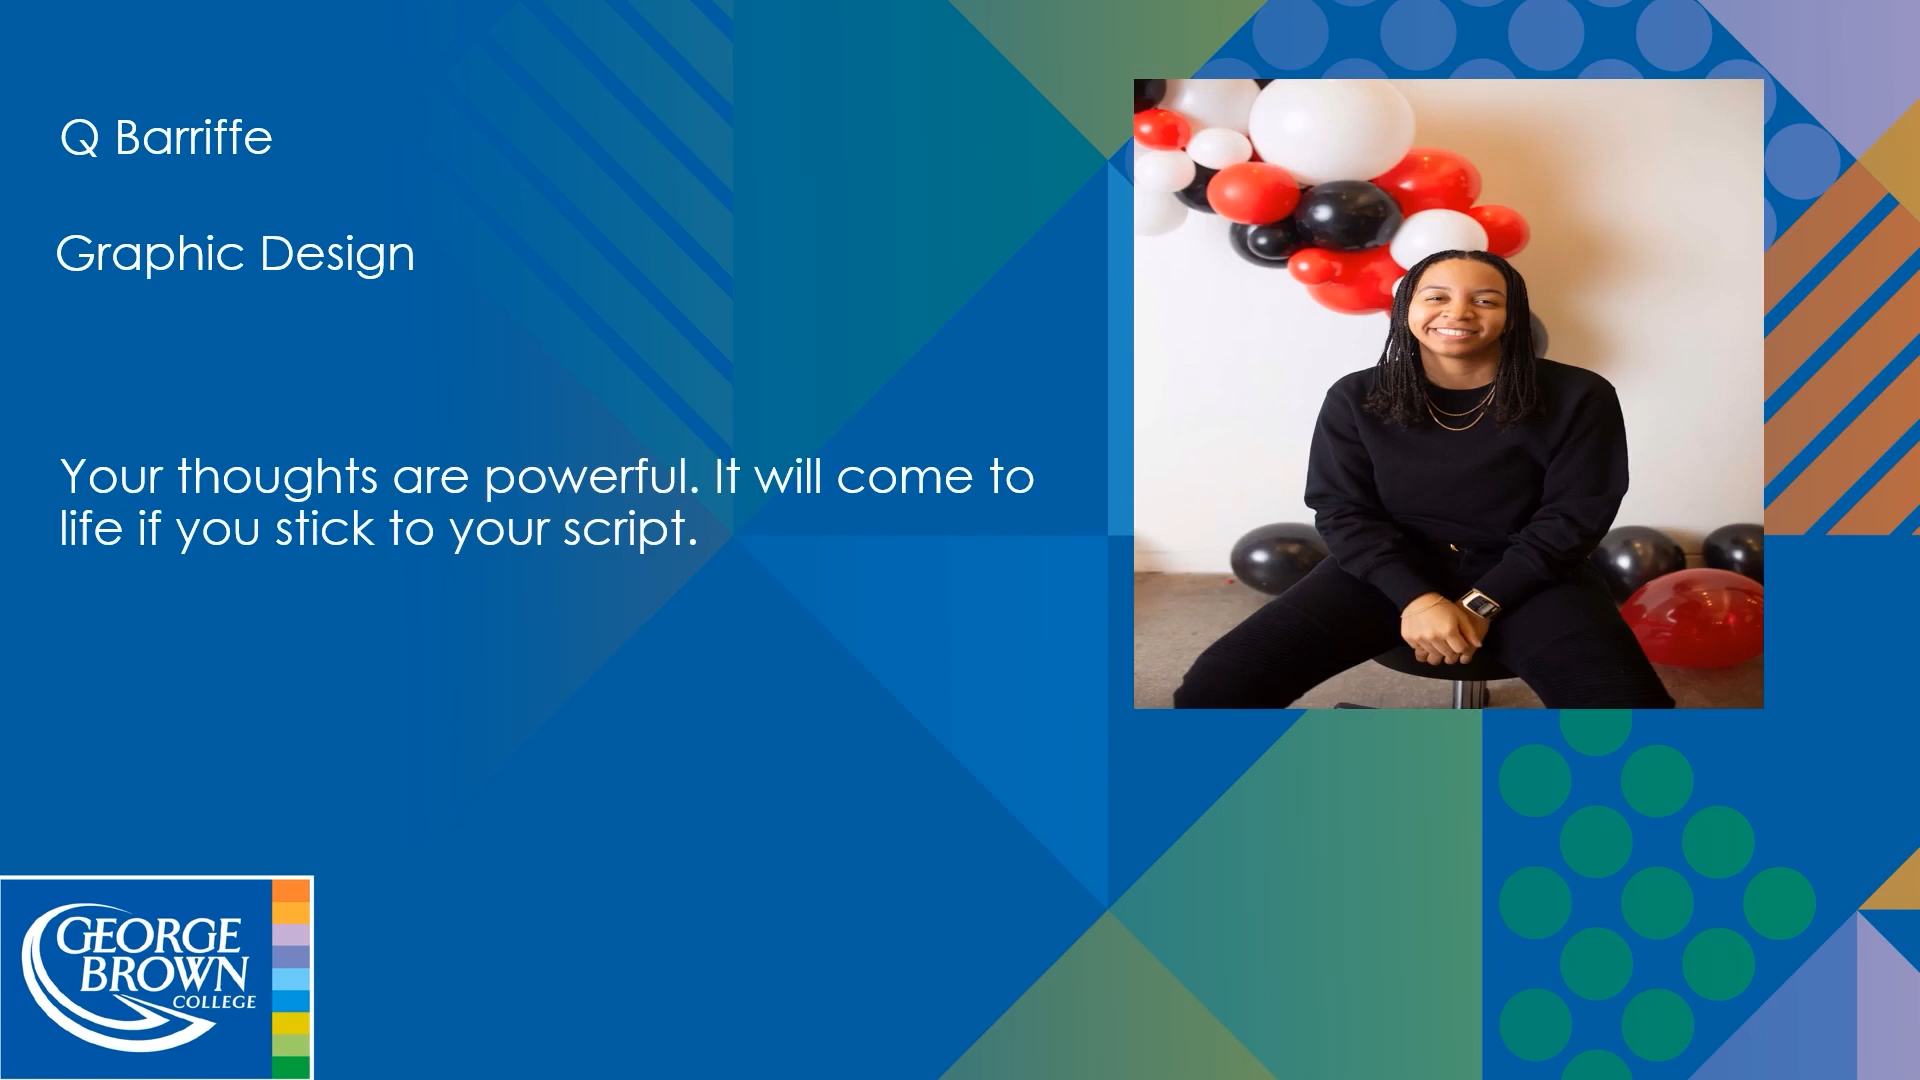 Q Barriffe
Graphic Design
Your thoughts are powerful. It will come to
life if you stick to your script.
GEORGE
BROWN
COLLEGE